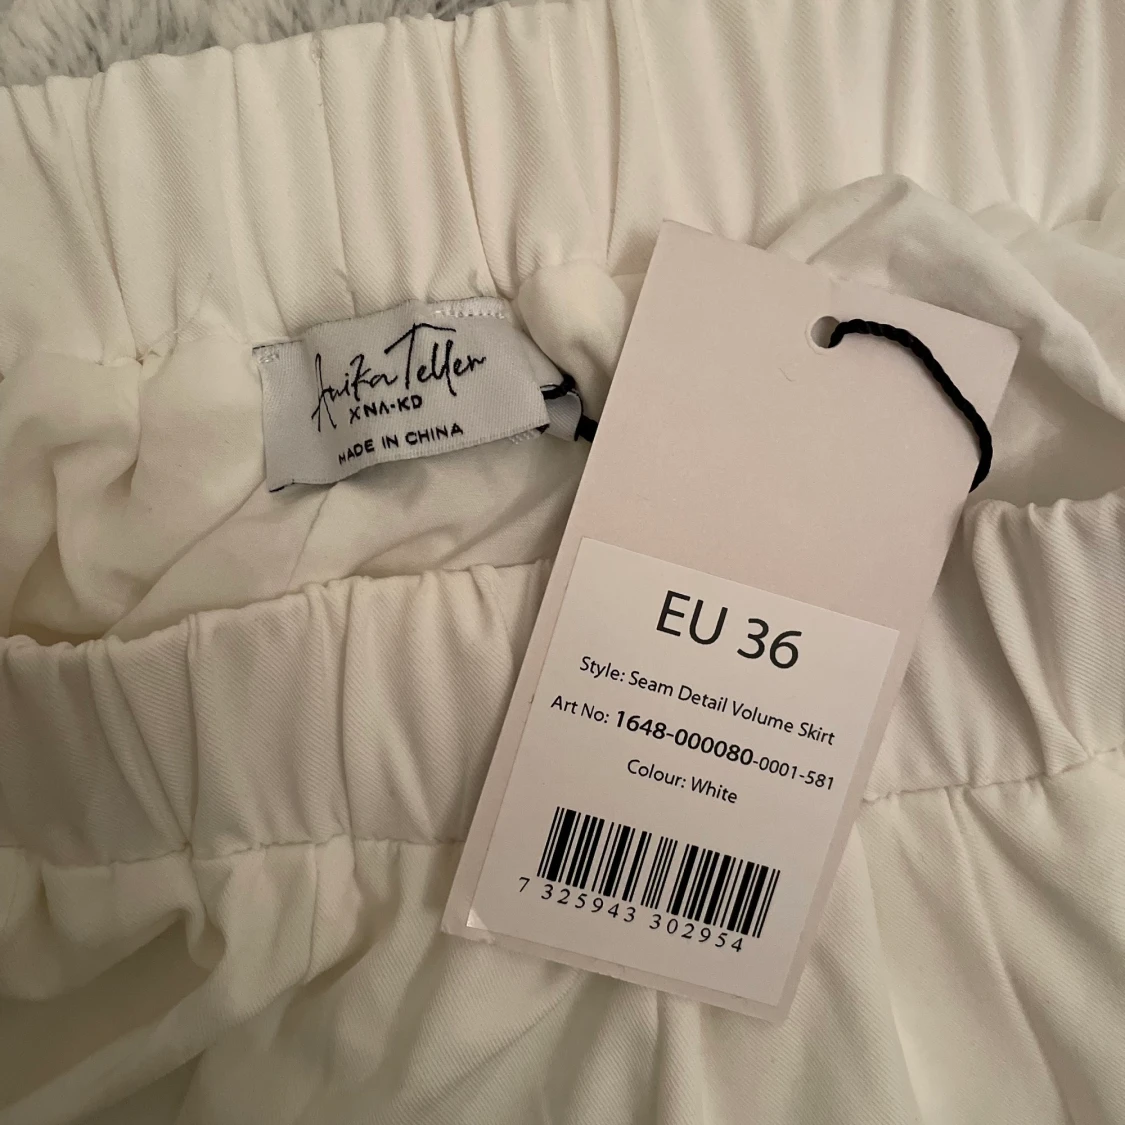 Anika Teller
X NA-KD
MADE IN CHINA
EU 36
Style: Seam Detail Volume Skirt
Art No: 1648-000080-0001-581
Colour: White
7 325943 302954